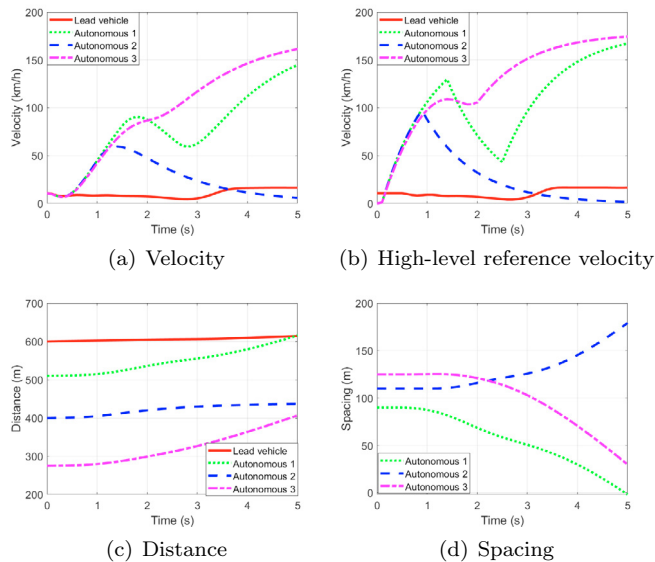 200
150
100
50
0
Velocity (km/h)
Lead vehicle
Autonomous 1
Autonomous 2
Autonomous 3
0 1 2 3 4 5
Time (s)
(a) Velocity
200
150
100
50
0
Velocity (km/h)
Lead vehicle
Autonomous 1
Autonomous 2
Autonomous 3
0 1 2 3 4 5
Time (s)
(b) High-level reference velocity
700
600
500
400
300
200
Distance (m)
Lead vehicle
Autonomous 1
Autonomous 2
Autonomous 3
0 1 2 3 4 5
Time (s)
(c) Distance
200
150
100
50
0
Spacing (m)
Autonomous 1
Autonomous 2
Autonomous 3
0 1 2 3 4 5
Time (s)
(d) Spacing